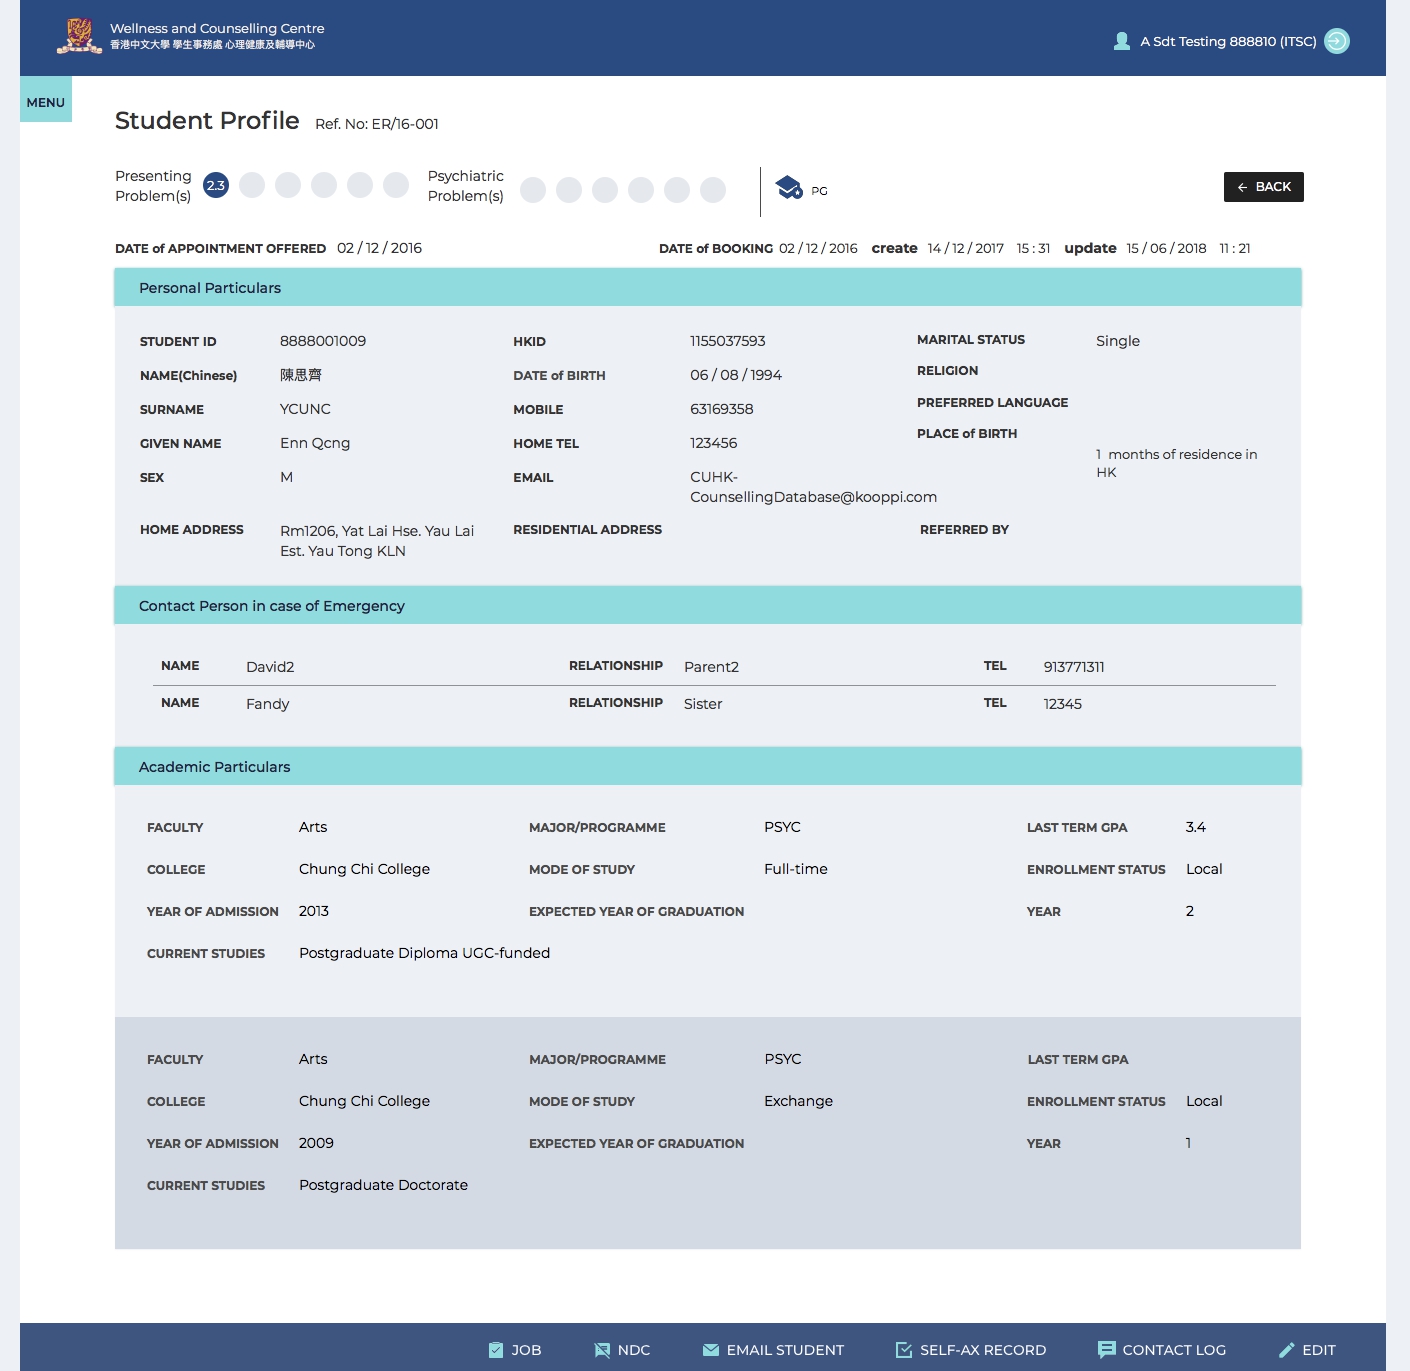 Wellness and Counselling Centre
香港中文大學 學生事務處 心理健康及輔導中心
A Sdt Testing 888810 (ITSC)
MENU
Student Profile Ref. No: ER/16-001
Presenting Problem(s) 2.3 Psychiatric Problem(s) PG
← BACK
DATE of APPOINTMENT OFFERED 02 / 12 / 2016 DATE of BOOKING 02 / 12 / 2016 create 14 / 12 / 2017 15 : 31 update 15 / 06 / 2018 11 : 21
Personal Particulars
STUDENT ID 8888001009 HKID 1155037593 MARITAL STATUS Single
NAME(Chinese) 陳思齊 DATE of BIRTH 06 / 08 / 1994 RELIGION
SURNAME YCUNC MOBILE 63169358 PREFERRED LANGUAGE
GIVEN NAME Enn Qcng HOME TEL 123456 PLACE of BIRTH
1 months of residence in
HK
SEX M EMAIL CUHK-
CounsellingDatabase@kooppi.com
HOME ADDRESS Rm1206, Yat Lai Hse. Yau Lai RESIDENTIAL ADDRESS REFERRED BY
Est. Yau Tong KLN
Contact Person in case of Emergency
NAME David2 RELATIONSHIP Parent2 TEL 913771311
NAME Fandy RELATIONSHIP Sister TEL 12345
Academic Particulars
FACULTY Arts MAJOR/PROGRAMME PSYC LAST TERM GPA 3.4
COLLEGE Chung Chi College MODE OF STUDY Full-time ENROLLMENT STATUS Local
YEAR OF ADMISSION 2013 EXPECTED YEAR OF GRADUATION YEAR 2
CURRENT STUDIES Postgraduate Diploma UGC-funded
FACULTY Arts MAJOR/PROGRAMME PSYC LAST TERM GPA
COLLEGE Chung Chi College MODE OF STUDY Exchange ENROLLMENT STATUS Local
YEAR OF ADMISSION 2009 EXPECTED YEAR OF GRADUATION YEAR 1
CURRENT STUDIES Postgraduate Doctorate
JOB NDC EMAIL STUDENT SELF-AX RECORD CONTACT LOG EDIT